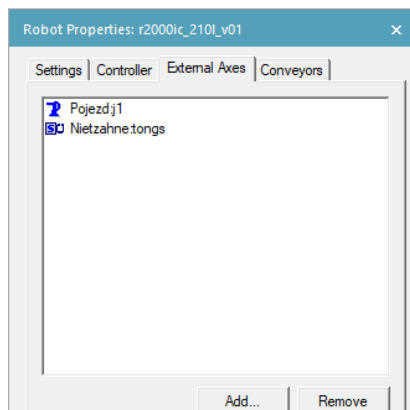 Robot Properties: r2000ic_210l_v01
Settings Controller External Axes Conveyors
Pojezd:j1
Nietzahne:tongs
Add... Remove